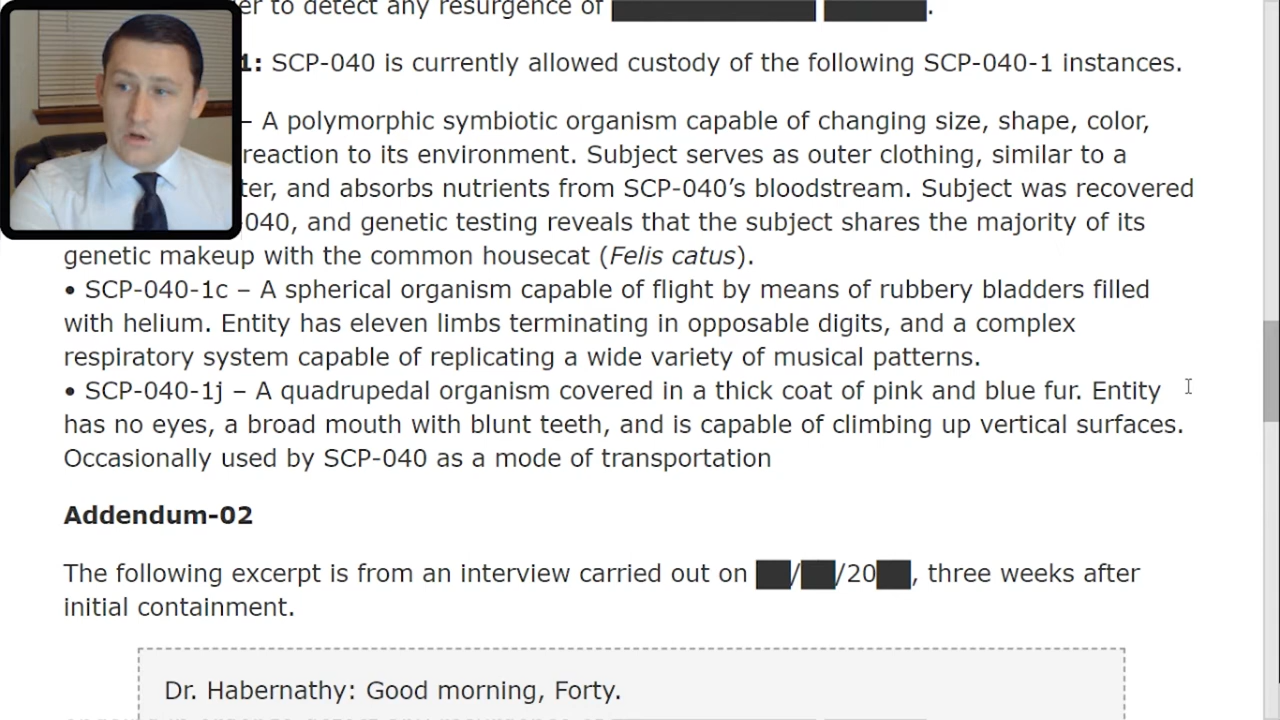 er to detect any resurgence of ███████████ ██████.
1: SCP-040 is currently allowed custody of the following SCP-040-1 instances.
– A polymorphic symbiotic organism capable of changing size, shape, color,
reaction to its environment. Subject serves as outer clothing, similar to a
ter, and absorbs nutrients from SCP-040’s bloodstream. Subject was recovered
040, and genetic testing reveals that the subject shares the majority of its
genetic makeup with the common housecat (Felis catus).
• SCP-040-1c – A spherical organism capable of flight by means of rubbery bladders filled
with helium. Entity has eleven limbs terminating in opposable digits, and a complex
respiratory system capable of replicating a wide variety of musical patterns.
• SCP-040-1j – A quadrupedal organism covered in a thick coat of pink and blue fur. Entity
has no eyes, a broad mouth with blunt teeth, and is capable of climbing up vertical surfaces.
Occasionally used by SCP-040 as a mode of transportation
Addendum-02
The following excerpt is from an interview carried out on ██/██/20██, three weeks after
initial containment.
Dr. Habernathy: Good morning, Forty.